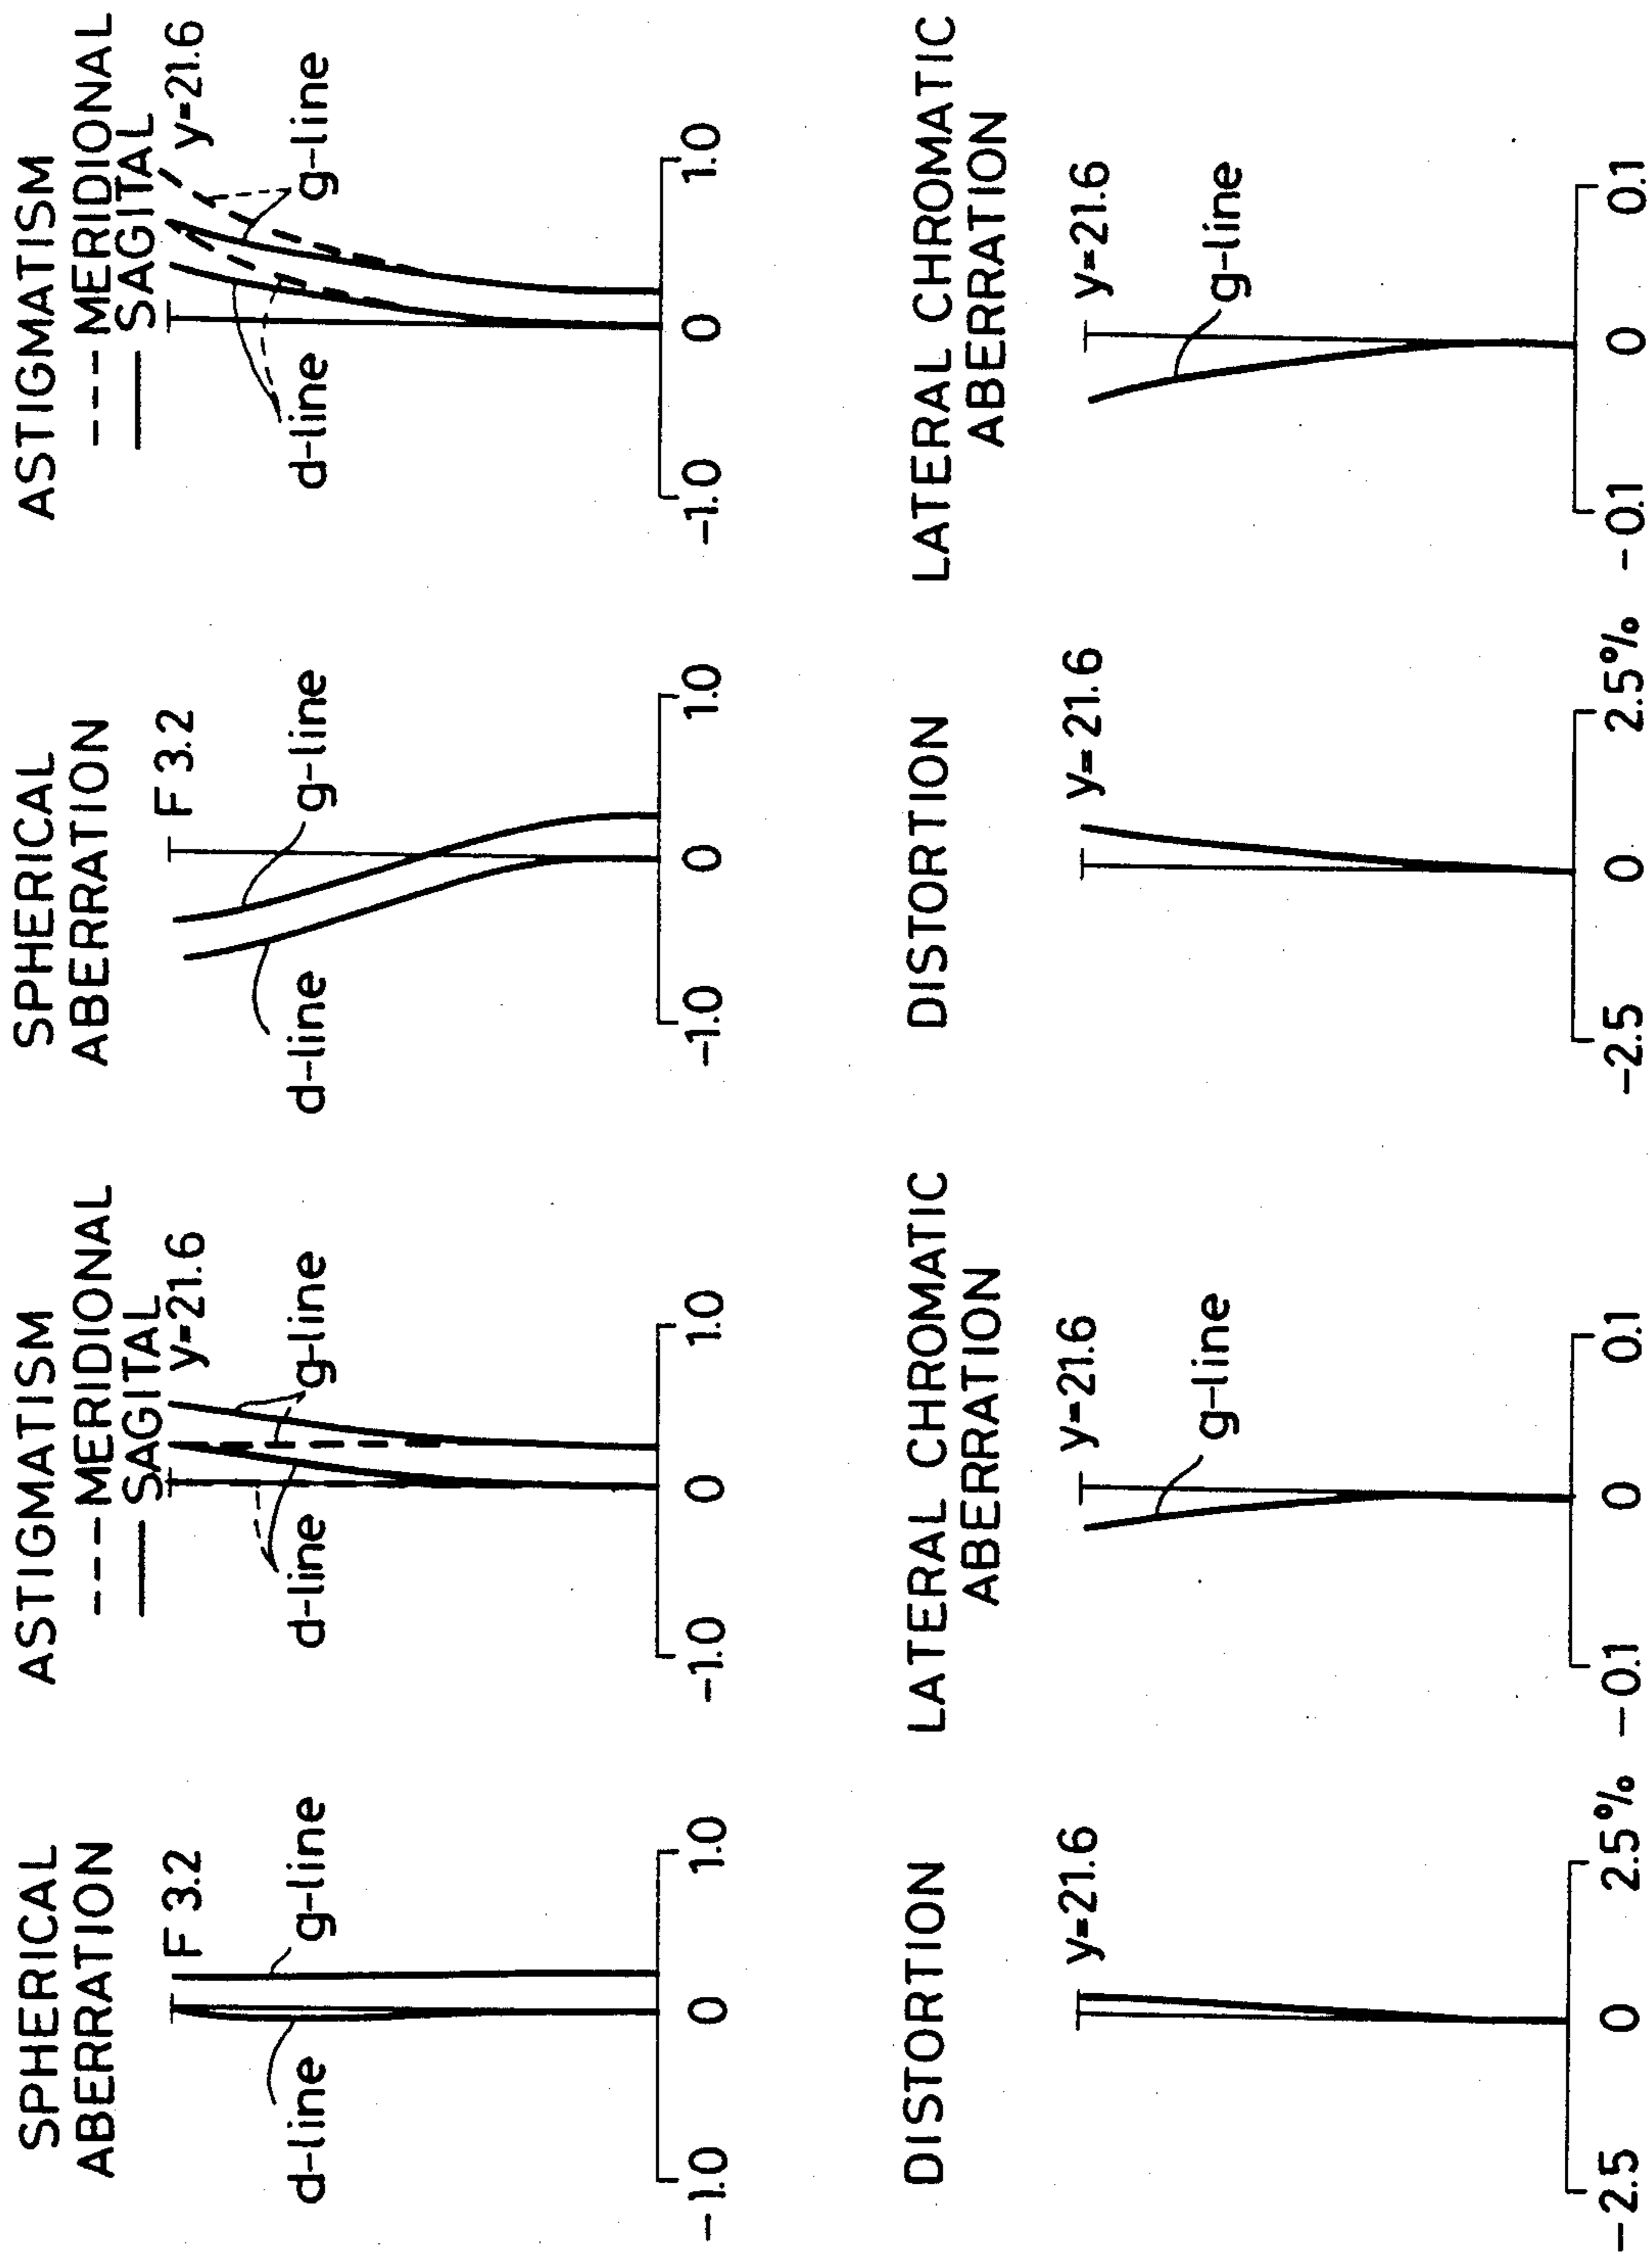 SPHERICAL
ABERRATION
F 3.2
g-line
d-line
-1.0 0 1.0
ASTIGMATISM
--- MERIDIONAL
— SAGITAL
y=21.6
g-line
d-line
-1.0 0 1.0
SPHERICAL
ABERRATION
F 3.2
g-line
d-line
-1.0 0 1.0
ASTIGMATISM
--- MERIDIONAL
— SAGITAL
y=21.6
g-line
d-line
-1.0 0 1.0
DISTORTION
y=21.6
-2.5 0 2.5%
LATERAL CHROMATIC
ABERRATION
y=21.6
g-line
-0.1 0 0.1
DISTORTION
y=21.6
-2.5 0 2.5%
LATERAL CHROMATIC
ABERRATION
y=21.6
g-line
-0.1 0 0.1